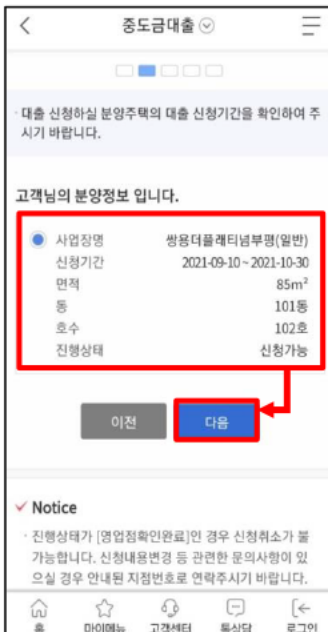 중도금대출
· 대출 신청하실 분양주택의 대출 신청기간을 확인하여 주
시기 바랍니다.
고객님의 분양정보 입니다.
사업장명 쌍용더플래티넘부평(일반)
신청기간 2021-09-10 ~ 2021-10-30
면적 85m²
동 101동
호수 102호
진행상태 신청가능
이전 다음
Notice
· 진행상태가 [영업점확인완료]인 경우 신청취소가 불
가능합니다. 신청내용변경 등 관련한 문의사항이 있
으실 경우 안내된 지점번호로 연락주시기 바랍니다.
홈 마이메뉴 고객센터 톡상담 로그인